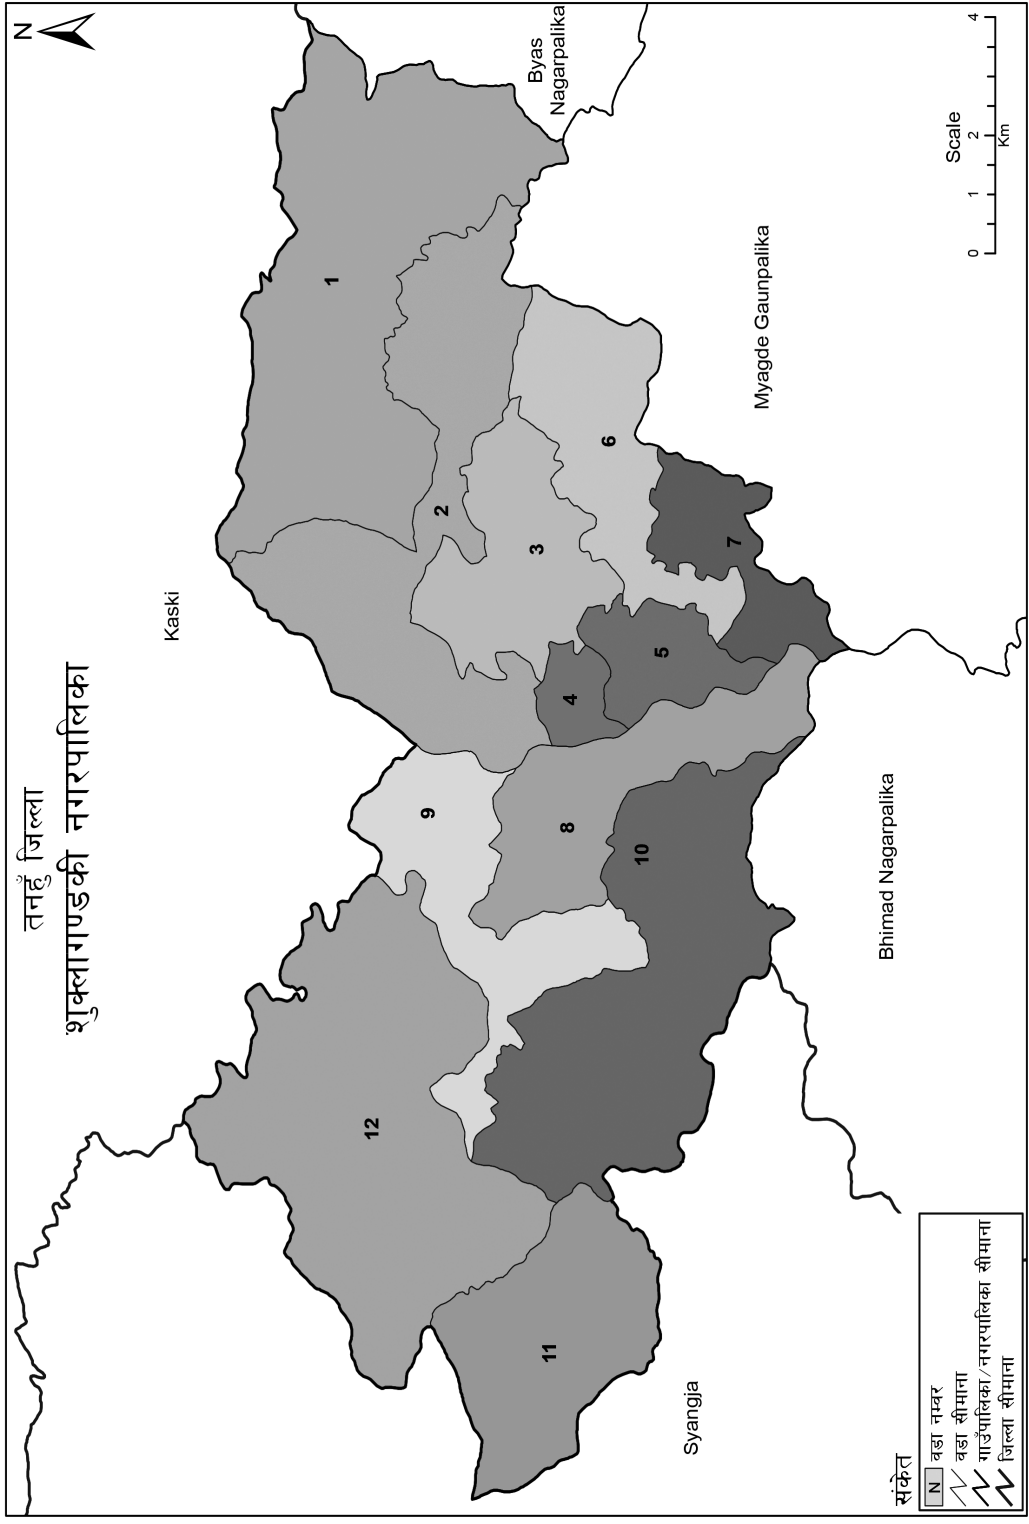 तनहुँ जिल्ला
शुक्लागण्डकी नगरपालिका
N
Kaski
Byas
Nagarpalika
Myagde Gaunpalika
Bhimad Nagarpalika
Syangja
1
2
3
4
5
6
7
8
9
10
11
12
Scale
0 1 2 4
Km
संकेत
N वडा नम्बर
वडा सीमाना
गाउँपालिका/नगरपालिका सीमाना
जिल्ला सीमाना